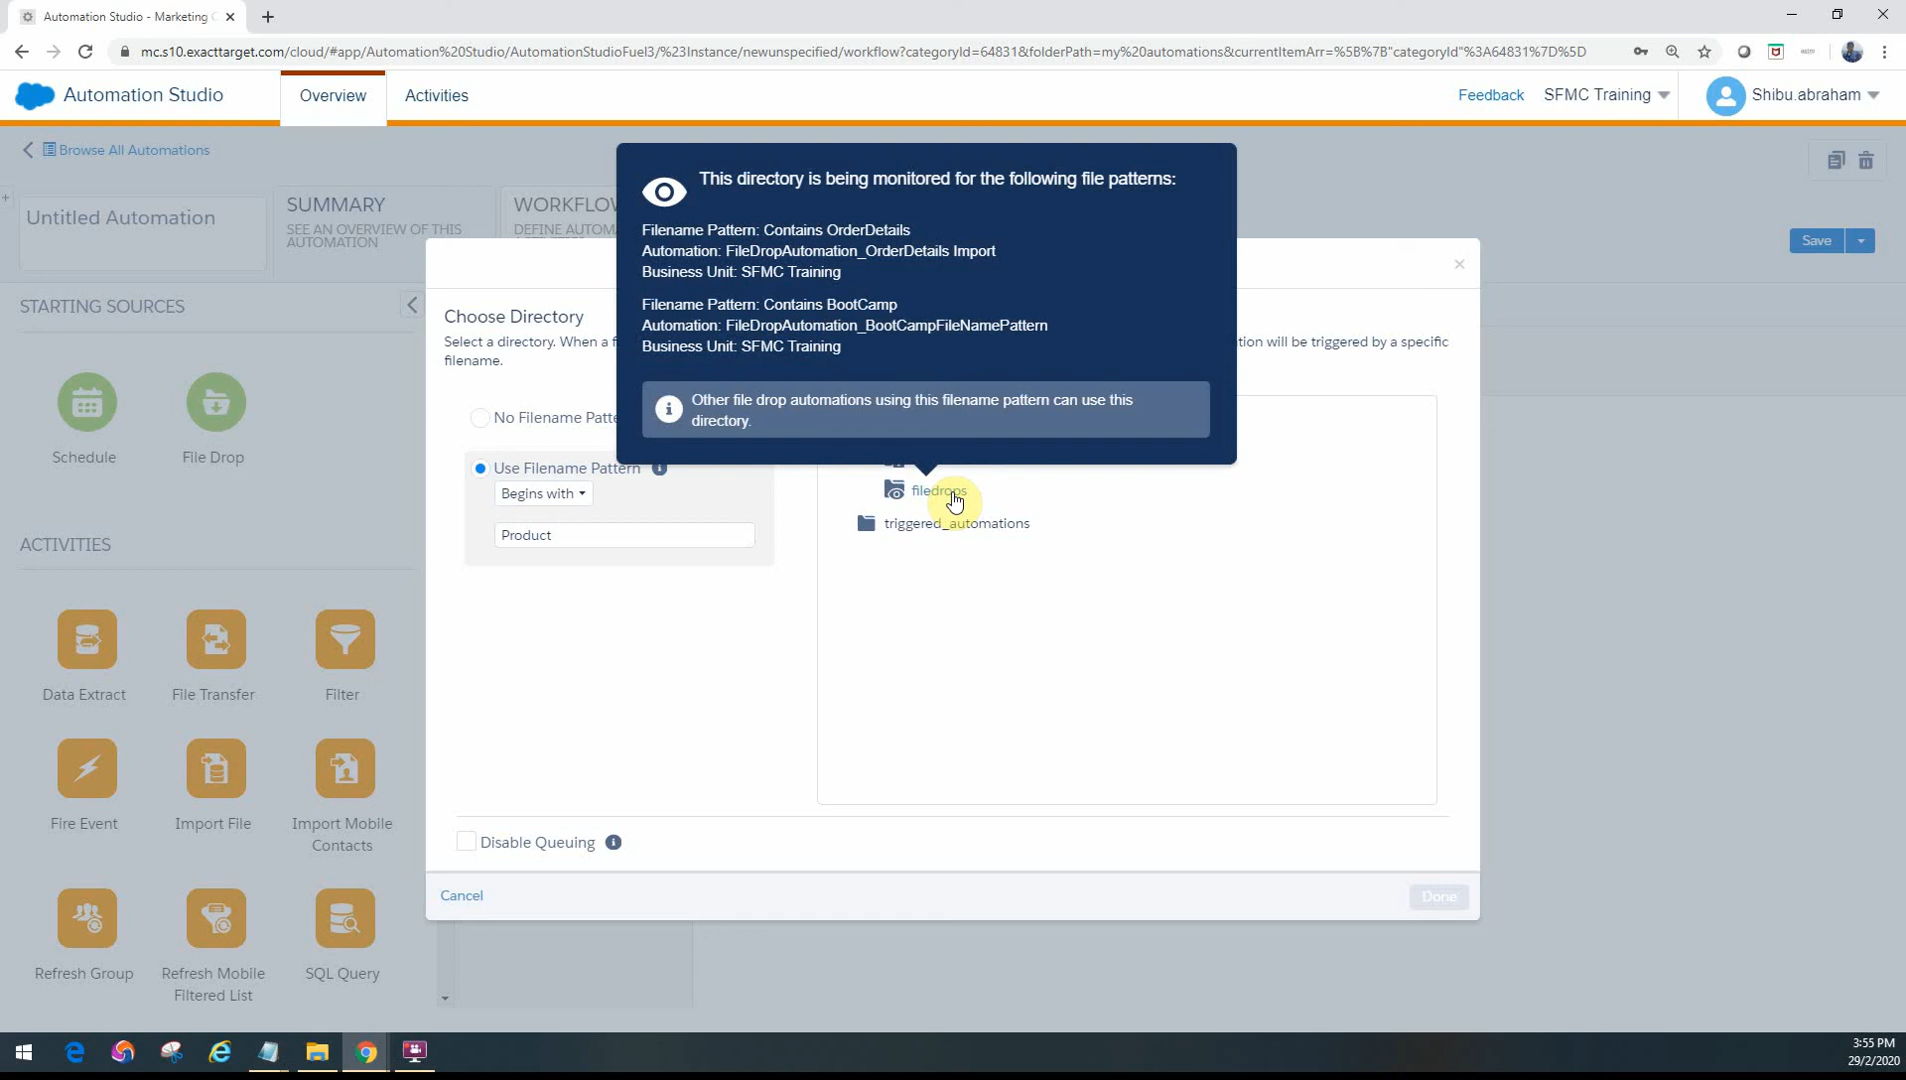 Automation Studio - Marketing C
mc.s10.exacttarget.com/cloud/#app/Automation%20Studio/AutomationStudioFuel3/%23Instance/newunspecified/workflow?categoryId=64831&folderPath=my%20automations&currentItemArr=%5B%7B"categoryId"%3A64831%7D%5D
Automation Studio
Overview
Activities
Feedback
SFMC Training
Shibu.abraham
Browse All Automations
Untitled Automation
SUMMARY
SEE AN OVERVIEW OF THIS
AUTOMATION
WORKFLOW
DEFINE AUTOM
Save
This directory is being monitored for the following file patterns:
Filename Pattern: Contains OrderDetails
Automation: FileDropAutomation_OrderDetails Import
Business Unit: SFMC Training
Filename Pattern: Contains BootCamp
Automation: FileDropAutomation_BootCampFileNamePattern
Business Unit: SFMC Training
Other file drop automations using this filename pattern can use this
directory.
STARTING SOURCES
Schedule
File Drop
ACTIVITIES
Data Extract
File Transfer
Filter
Fire Event
Import File
Import Mobile
Contacts
Refresh Group
Refresh Mobile
Filtered List
SQL Query
Choose Directory
Select a directory. When a f
tion will be triggered by a specific
filename.
No Filename Patte
Use Filename Pattern
Begins with
Product
filedrops
triggered_automations
Disable Queuing
Cancel
Done
3:55 PM
29/2/2020